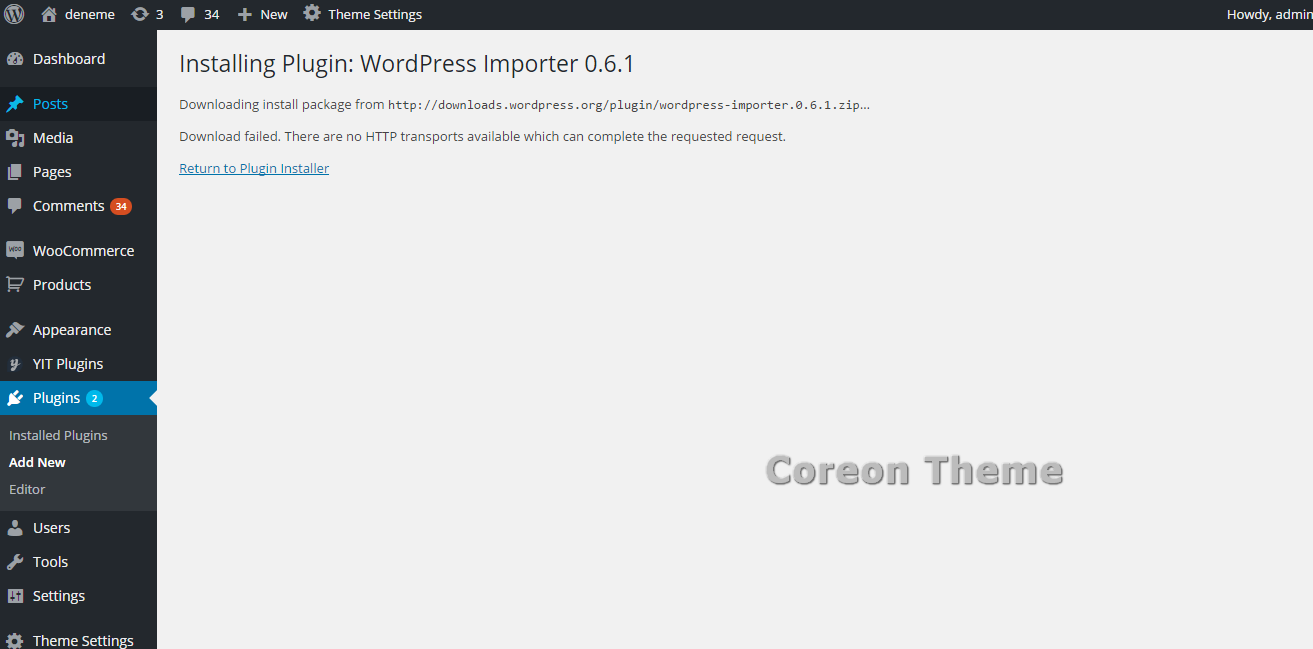 deneme 3 34 New Theme Settings Howdy, admin
Dashboard
Posts
Media
Pages
Comments 34
WooCommerce
Products
Appearance
YIT Plugins
Plugins 2
Installed Plugins
Add New
Editor
Users
Tools
Settings
Theme Settings
Installing Plugin: WordPress Importer 0.6.1
Downloading install package from http://downloads.wordpress.org/plugin/wordpress-importer.0.6.1.zip…
Download failed. There are no HTTP transports available which can complete the requested request.
Return to Plugin Installer
Coreon Theme